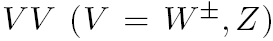 VV (V = W^±, Z)